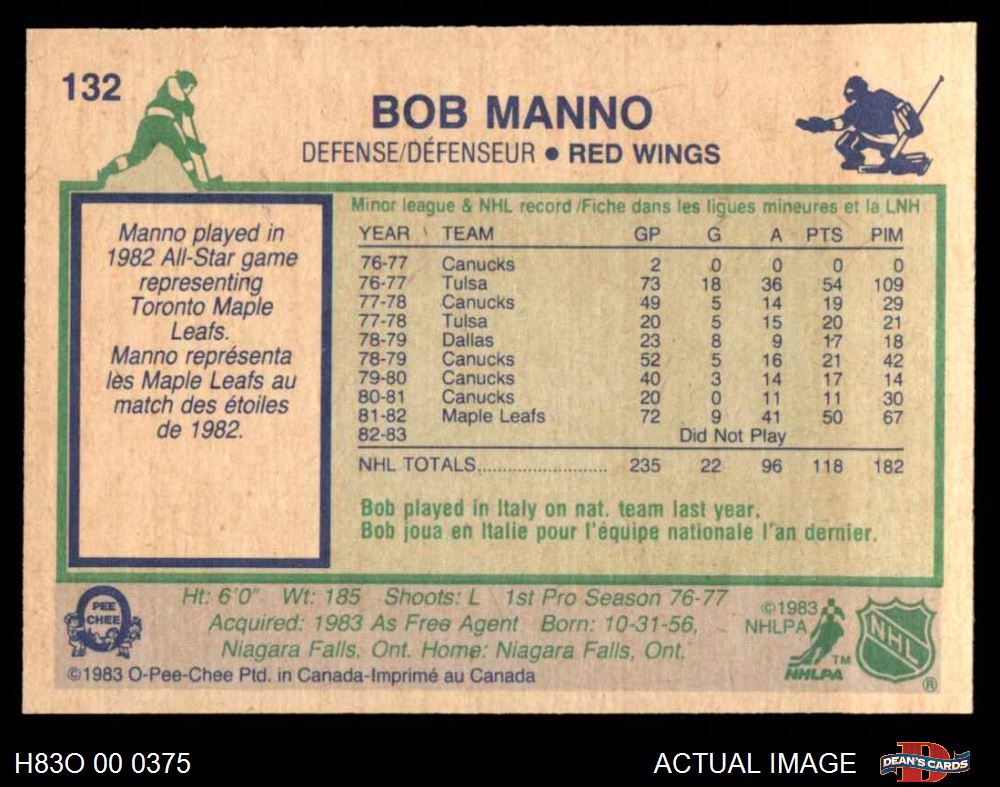 132
BOB MANNO
DEFENSE/DÉFENSEUR • RED WINGS
Manno played in
1982 All-Star game
representing
Toronto Maple
Leafs.
Manno représenta
lès Maple Leafs au
match des étoiles
de 1982.
Minor league & NHL record /Fiche dans les ligues mineures et la LNH
YEAR TEAM GP G A PTS PIM
76-77 Canucks 2 0 0 0 0
76-77 Tulsa 73 18 36 54 109
77-78 Canucks 49 5 14 19 29
77-78 Tulsa 20 5 15 20 21
78-79 Dallas 23 8 9 17 18
78-79 Canucks 52 5 16 21 42
79-80 Canucks 40 3 14 17 14
80-81 Canucks 20 0 11 11 30
81-82 Maple Leafs 72 9 41 50 67
82-83 Did Not Play
NHL TOTALS.............................. 235 22 96 118 182
Bob played in Italy on nat. team last year.
Bob joua en Italie pour l'équipe nationale l'an dernier.
PEE
CHEE
Ht: 6'0" Wt: 185 Shoots: L 1st Pro Season 76-77
Acquired: 1983 As Free Agent Born: 10-31-56,
Niagara Falls, Ont. Home: Niagara Falls, Ont.
©1983 O-Pee-Chee Ptd. in Canada-Imprimé au Canada
©1983
NHLPA
TM
NHLPA
NHL
®
H83O 00 0375
ACTUAL IMAGE
DEAN'S CARDS